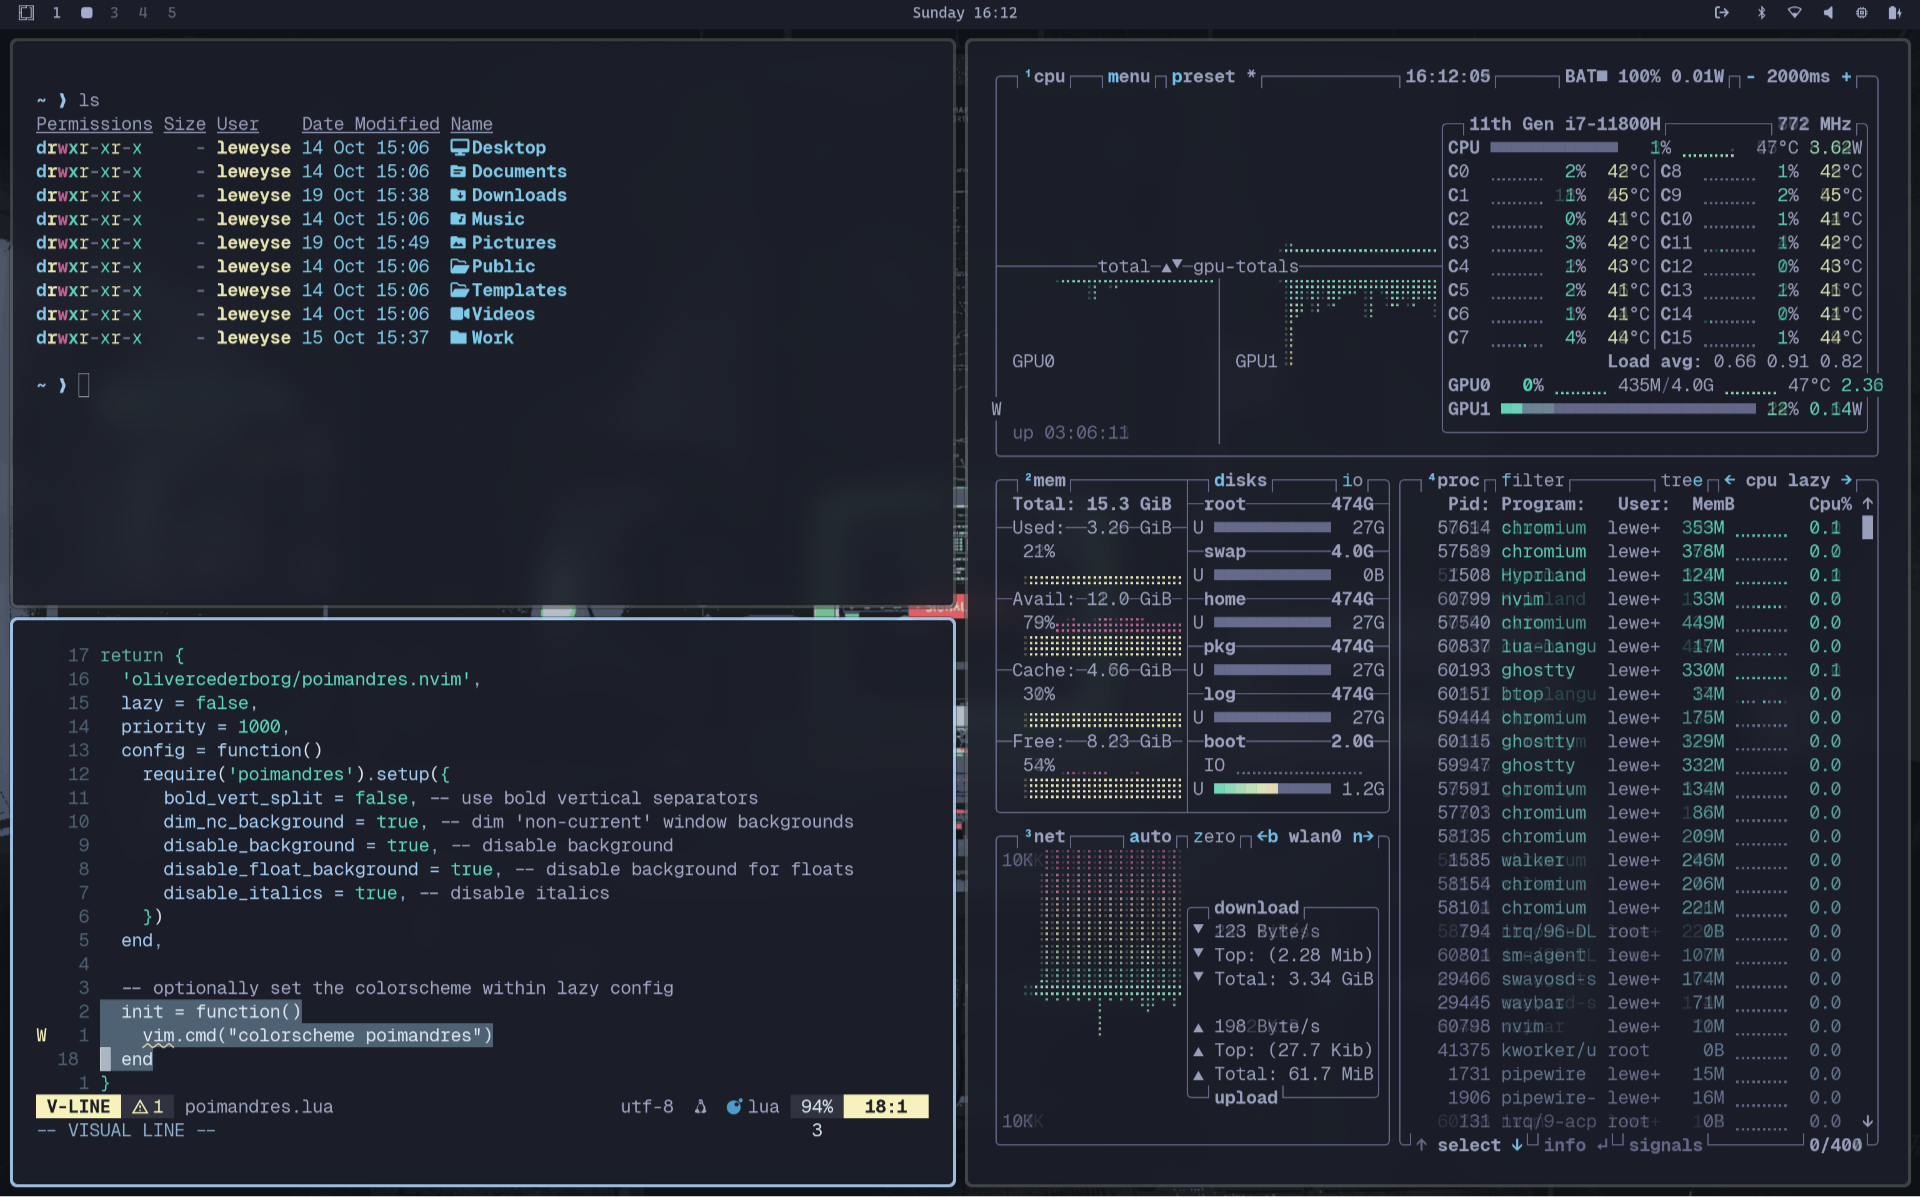 1 3 4 5
Sunday 16:12
~ ❯ ls
Permissions Size User Date Modified Name
drwxr-xr-x - leweyse 14 Oct 15:06 Desktop
drwxr-xr-x - leweyse 14 Oct 15:06 Documents
drwxr-xr-x - leweyse 19 Oct 15:38 Downloads
drwxr-xr-x - leweyse 14 Oct 15:06 Music
drwxr-xr-x - leweyse 19 Oct 15:49 Pictures
drwxr-xr-x - leweyse 14 Oct 15:06 Public
drwxr-xr-x - leweyse 14 Oct 15:06 Templates
drwxr-xr-x - leweyse 14 Oct 15:06 Videos
drwxr-xr-x - leweyse 15 Oct 15:37 Work
~ ❯
17 return {
16 'olivercederborg/poimandres.nvim',
15 lazy = false,
14 priority = 1000,
13 config = function()
12 require('poimandres').setup({
11 bold_vert_split = false, -- use bold vertical separators
10 dim_nc_background = true, -- dim 'non-current' window backgrounds
9 disable_background = true, -- disable background
8 disable_float_background = true, -- disable background for floats
7 disable_italics = true, -- disable italics
6 })
5 end,
4
3 -- optionally set the colorscheme within lazy config
2 init = function()
W 1 vim.cmd("colorscheme poimandres")
18 end
1 }
V-LINE ⚠ 1 poimandres.lua utf-8 lua 94% 18:1
-- VISUAL LINE -- 3
¹cpu menu preset * 16:12:05 BAT■ 100% 0.01W - 2000ms +
11th Gen i7-11800H 772 MHz
CPU 1% 47°C 3.62W
C0 2% 42°C C8 1% 42°C
C1 1% 45°C C9 2% 45°C
C2 0% 41°C C10 1% 41°C
C3 3% 42°C C11 1% 42°C
C4 1% 43°C C12 0% 43°C
C5 2% 41°C C13 1% 41°C
C6 1% 41°C C14 0% 41°C
C7 4% 44°C C15 1% 44°C
Load avg: 0.66 0.91 0.82
GPU0 0% 435M/4.0G 47°C 2.36
GPU1 12% 0.14W
total ▲▼ gpu-totals
GPU0 GPU1
W
up 03:06:11
²mem disks io
Total: 15.3 GiB
Used: 3.26 GiB
21%
Avail: 12.0 GiB
79%
Cache: 4.66 GiB
30%
Free: 8.23 GiB
54%
root 474G
U 27G
swap 4.0G
U 0B
home 474G
U 27G
pkg 474G
U 27G
log 474G
U 27G
boot 2.0G
IO
U 1.2G
³net auto zero ←b wlan0 n→
10K
download
▼ 123 Byte/s
▼ Top: (2.28 Mib)
▼ Total: 3.34 GiB
▲ 198 Byte/s
▲ Top: (27.7 Kib)
▲ Total: 61.7 MiB
upload
10K
⁴proc filter tree ← cpu lazy →
Pid: Program: User: MemB Cpu% ↑
57614 chromium lewe+ 353M 0.1
57589 chromium lewe+ 378M 0.0
1508 Hyprland lewe+ 124M 0.1
60799 nvim lewe+ 33M 0.0
57540 chromium lewe+ 449M 0.0
60837 lua-langu lewe+ 17M 0.0
60193 ghostty lewe+ 330M 0.1
60151 btop lewe+ 34M 0.0
59444 chromium lewe+ 175M 0.0
60115 ghostty lewe+ 329M 0.0
59947 ghostty lewe+ 332M 0.0
57591 chromium lewe+ 134M 0.0
57703 chromium lewe+ 86M 0.0
58135 chromium lewe+ 209M 0.0
1585 walker lewe+ 246M 0.0
58154 chromium lewe+ 206M 0.0
58101 chromium lewe+ 221M 0.0
794 irq/96-DL root 0B 0.0
60801 sm-agent lewe+ 107M 0.0
29466 swayosd-s lewe+ 174M 0.0
29445 waybar lewe+ 71M 0.0
60798 nvim lewe+ 10M 0.0
41375 kworker/u root 0B 0.0
1731 pipewire lewe+ 15M 0.0
1906 pipewire- lewe+ 16M 0.0
131 irq/9-acp root 0B 0.0 ↓
↑ select ↓ info ↵ signals 0/400